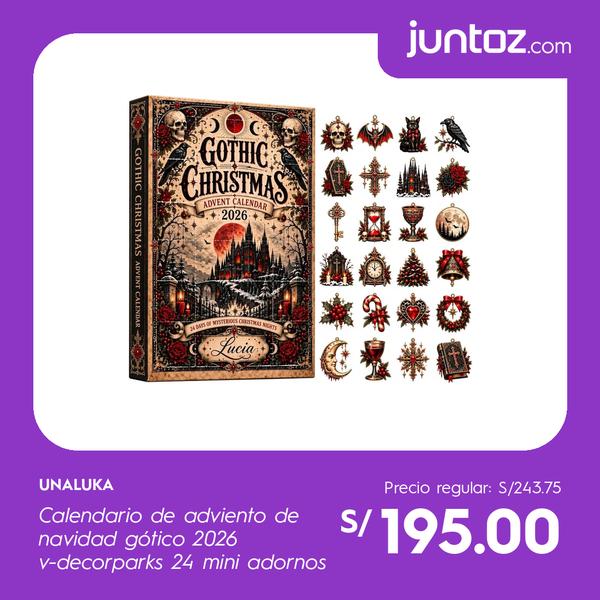 juntoz.com
GOTHIC
CHRISTMAS
ADVENT CALENDAR
2026
24 DAYS OF MYSTERIOUS CHRISTMAS NIGHTS
Lucia
GOTHIC CHRISTMAS ADVENT CALENDAR
UNALUKA
Calendario de adviento de
navidad gótico 2026
v-decorparks 24 mini adornos
Precio regular: S/243.75
S/195.00